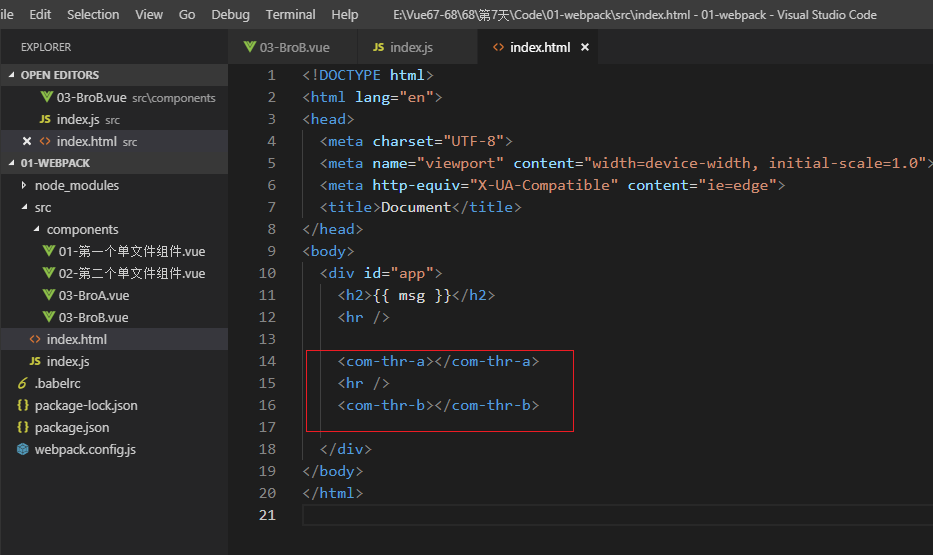 ile Edit Selection View Go Debug Terminal Help E:\Vue67-68\68\第7天\Code\01-webpack\src\index.html - 01-webpack - Visual Studio Code
EXPLORER
OPEN EDITORS
03-BroB.vue src\components
JS index.js src
<> index.html src
01-WEBPACK
node_modules
src
components
01-第一个单文件组件.vue
02-第二个单文件组件.vue
03-BroA.vue
03-BroB.vue
<> index.html
JS index.js
.babelrc
{} package-lock.json
{} package.json
webpack.config.js
03-BroB.vue JS index.js <> index.html
1 <!DOCTYPE html>
2 <html lang="en">
3 <head>
4 <meta charset="UTF-8">
5 <meta name="viewport" content="width=device-width, initial-scale=1.0">
6 <meta http-equiv="X-UA-Compatible" content="ie=edge">
7 <title>Document</title>
8 </head>
9 <body>
10 <div id="app">
11 <h2>{{ msg }}</h2>
12 <hr />
13
14 <com-thr-a></com-thr-a>
15 <hr />
16 <com-thr-b></com-thr-b>
17
18 </div>
19 </body>
20 </html>
21